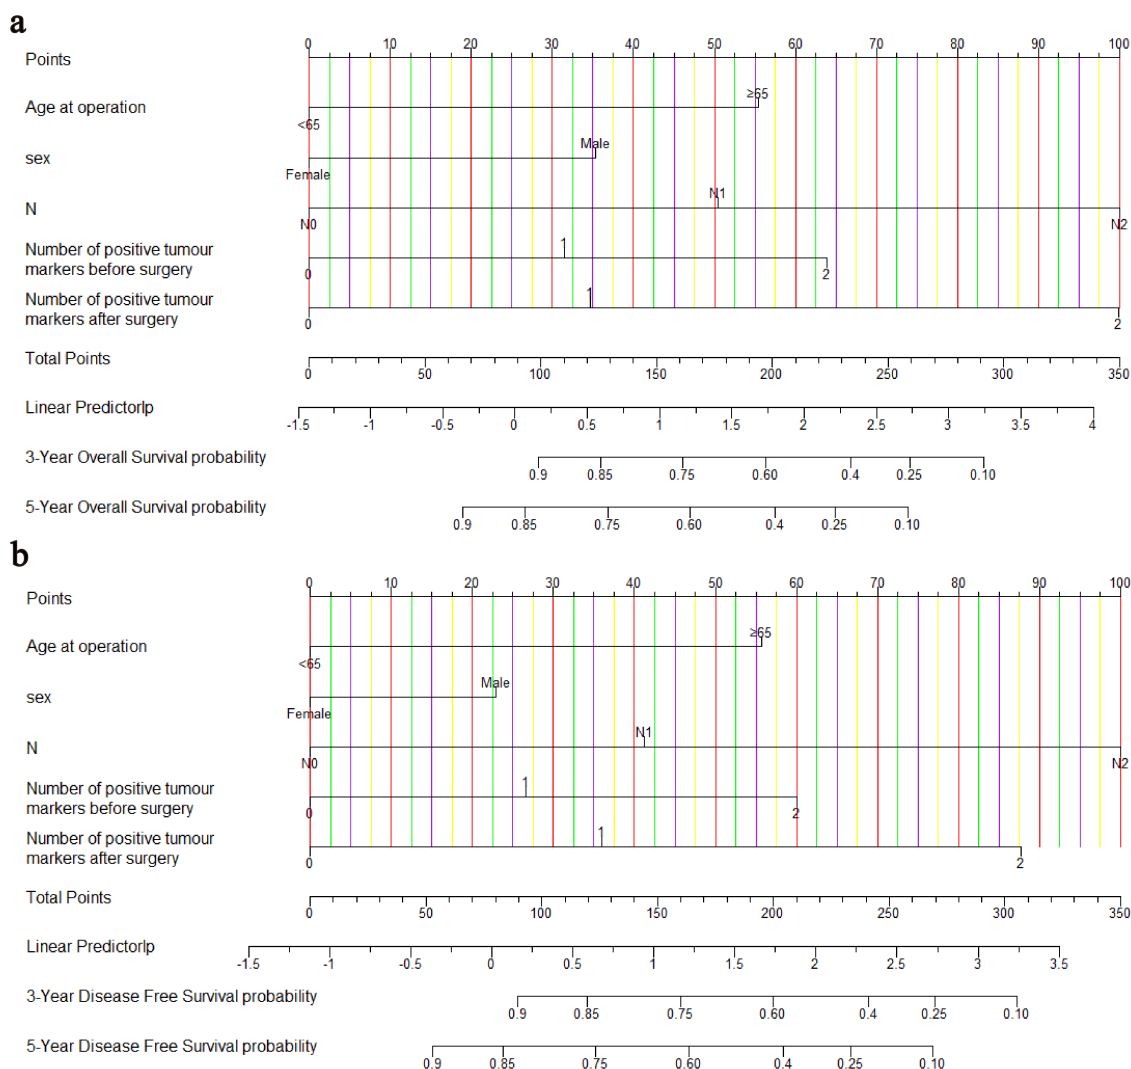 a
Points
0 10 20 30 40 50 60 70 80 90 100
Age at operation
≥65
<65
sex
Male
Female
N
N1
N0 N2
Number of positive tumour
markers before surgery
1
0 2
Number of positive tumour
markers after surgery
1
0 2
Total Points
0 50 100 150 200 250 300 350
Linear Predictorlp
-1.5 -1 -0.5 0 0.5 1 1.5 2 2.5 3 3.5 4
3-Year Overall Survival probability
0.9 0.85 0.75 0.60 0.4 0.25 0.10
5-Year Overall Survival probability
0.9 0.85 0.75 0.60 0.4 0.25 0.10
b
Points
0 10 20 30 40 50 60 70 80 90 100
Age at operation
≥65
<65
sex
Male
Female
N
N1
N0 N2
Number of positive tumour
markers before surgery
1
0 2
Number of positive tumour
markers after surgery
1
0 2
Total Points
0 50 100 150 200 250 300 350
Linear Predictorlp
-1.5 -1 -0.5 0 0.5 1 1.5 2 2.5 3 3.5
3-Year Disease Free Survival probability
0.9 0.85 0.75 0.60 0.4 0.25 0.10
5-Year Disease Free Survival probability
0.9 0.85 0.75 0.60 0.4 0.25 0.10